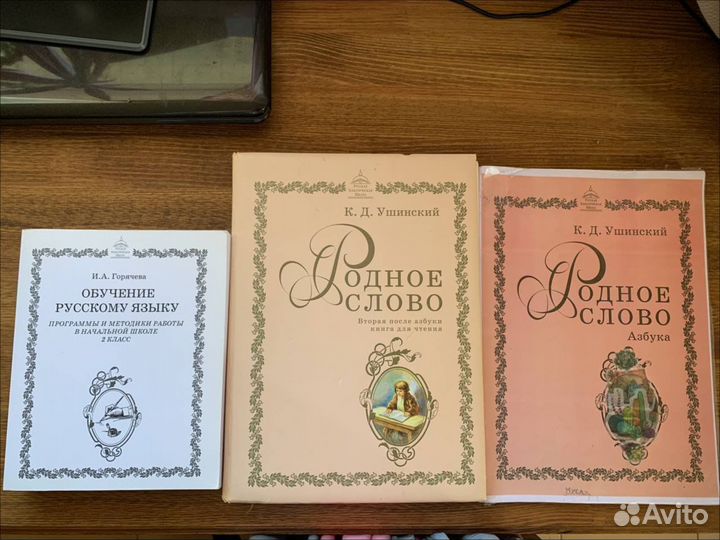 И.А. Горячева
ОБУЧЕНИЕ
РУССКОМУ ЯЗЫКУ
ПРОГРАММЫ И МЕТОДИКИ РАБОТЫ
В НАЧАЛЬНОЙ ШКОЛЕ
2 КЛАСС
К. Д. Ушинский
РОДНОЕ
СЛОВО
Вторая после азбуки
книга для чтения
К. Д. Ушинский
РОДНОЕ
СЛОВО
Азбука
Avito